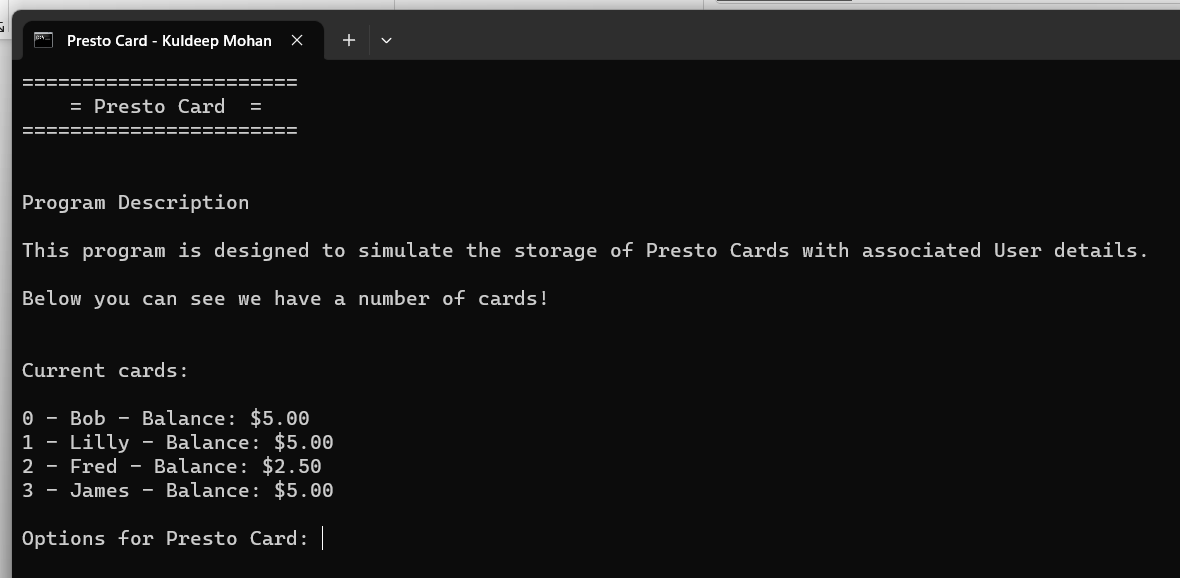 Presto Card - Kuldeep Mohan
=======================
= Presto Card  =
=======================
Program Description
This program is designed to simulate the storage of Presto Cards with associated User details.
Below you can see we have a number of cards!
Current cards:
0 - Bob - Balance: $5.00
1 - Lilly - Balance: $5.00
2 - Fred - Balance: $2.50
3 - James - Balance: $5.00
Options for Presto Card: